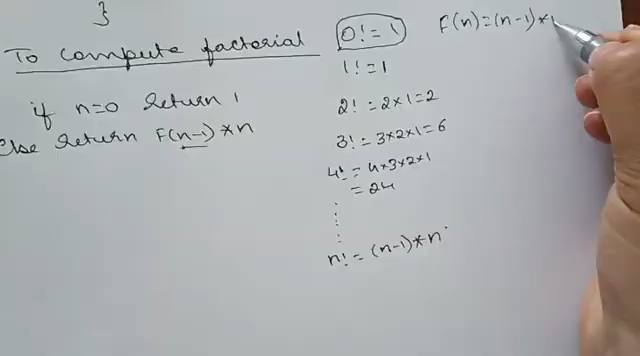 }
To compute factorial
if n=0 return 1
Else return F(n-1)*n
0! = 1
1! = 1
2! = 2×1=2
3! = 3×2×1=6
4! = 4×3×2×1
= 24
n! = (n-1)*n
F(n)=(n-1)*